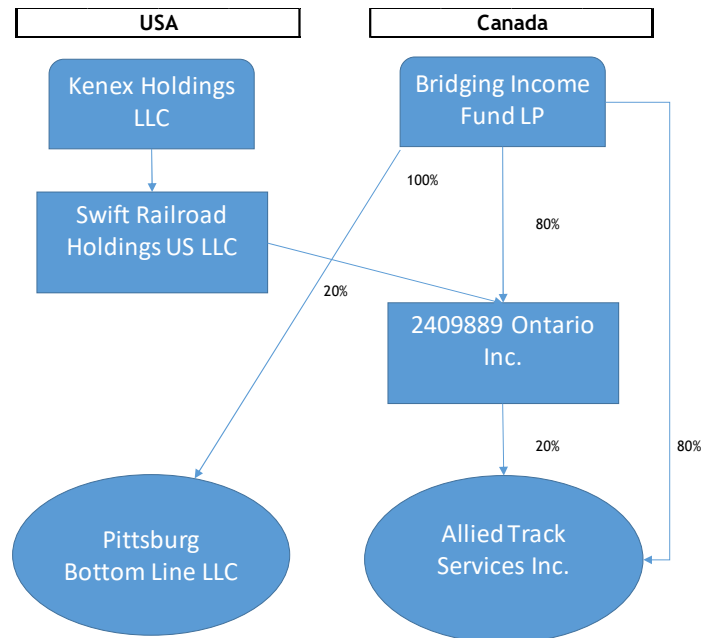 USA
Canada
Kenex Holdings
LLC
Bridging Income
Fund LP
100%
Swift Railroad
Holdings US LLC
80%
20%
2409889 Ontario
Inc.
20%
80%
Pittsburg
Bottom Line LLC
Allied Track
Services Inc.